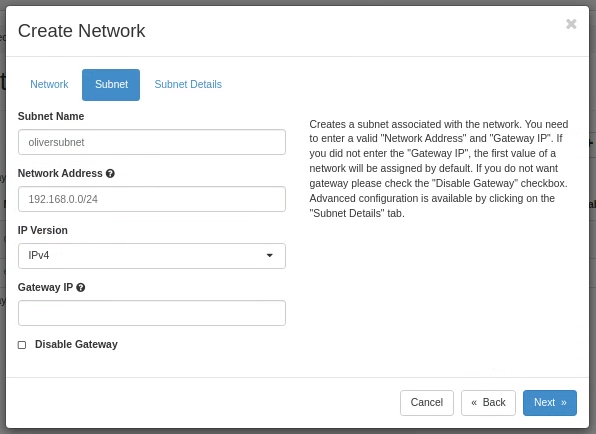 Create Network
×
Network
Subnet
Subnet Details
Subnet Name
oliversubnet
Network Address
192.168.0.0/24
IP Version
IPv4
Gateway IP
Disable Gateway
Creates a subnet associated with the network. You need
to enter a valid "Network Address" and "Gateway IP". If
you did not enter the "Gateway IP", the first value of a
network will be assigned by default. If you do not want
gateway please check the "Disable Gateway" checkbox.
Advanced configuration is available by clicking on the
"Subnet Details" tab.
Cancel
« Back
Next »